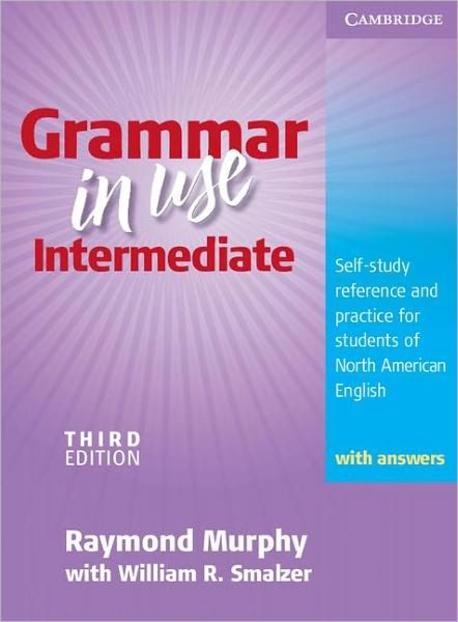 CAMBRIDGE
Grammar
in use
Intermediate
Self-study
reference and
practice for
students of
North American
English
with answers
THIRD
EDITION
Raymond Murphy
with William R. Smalzer